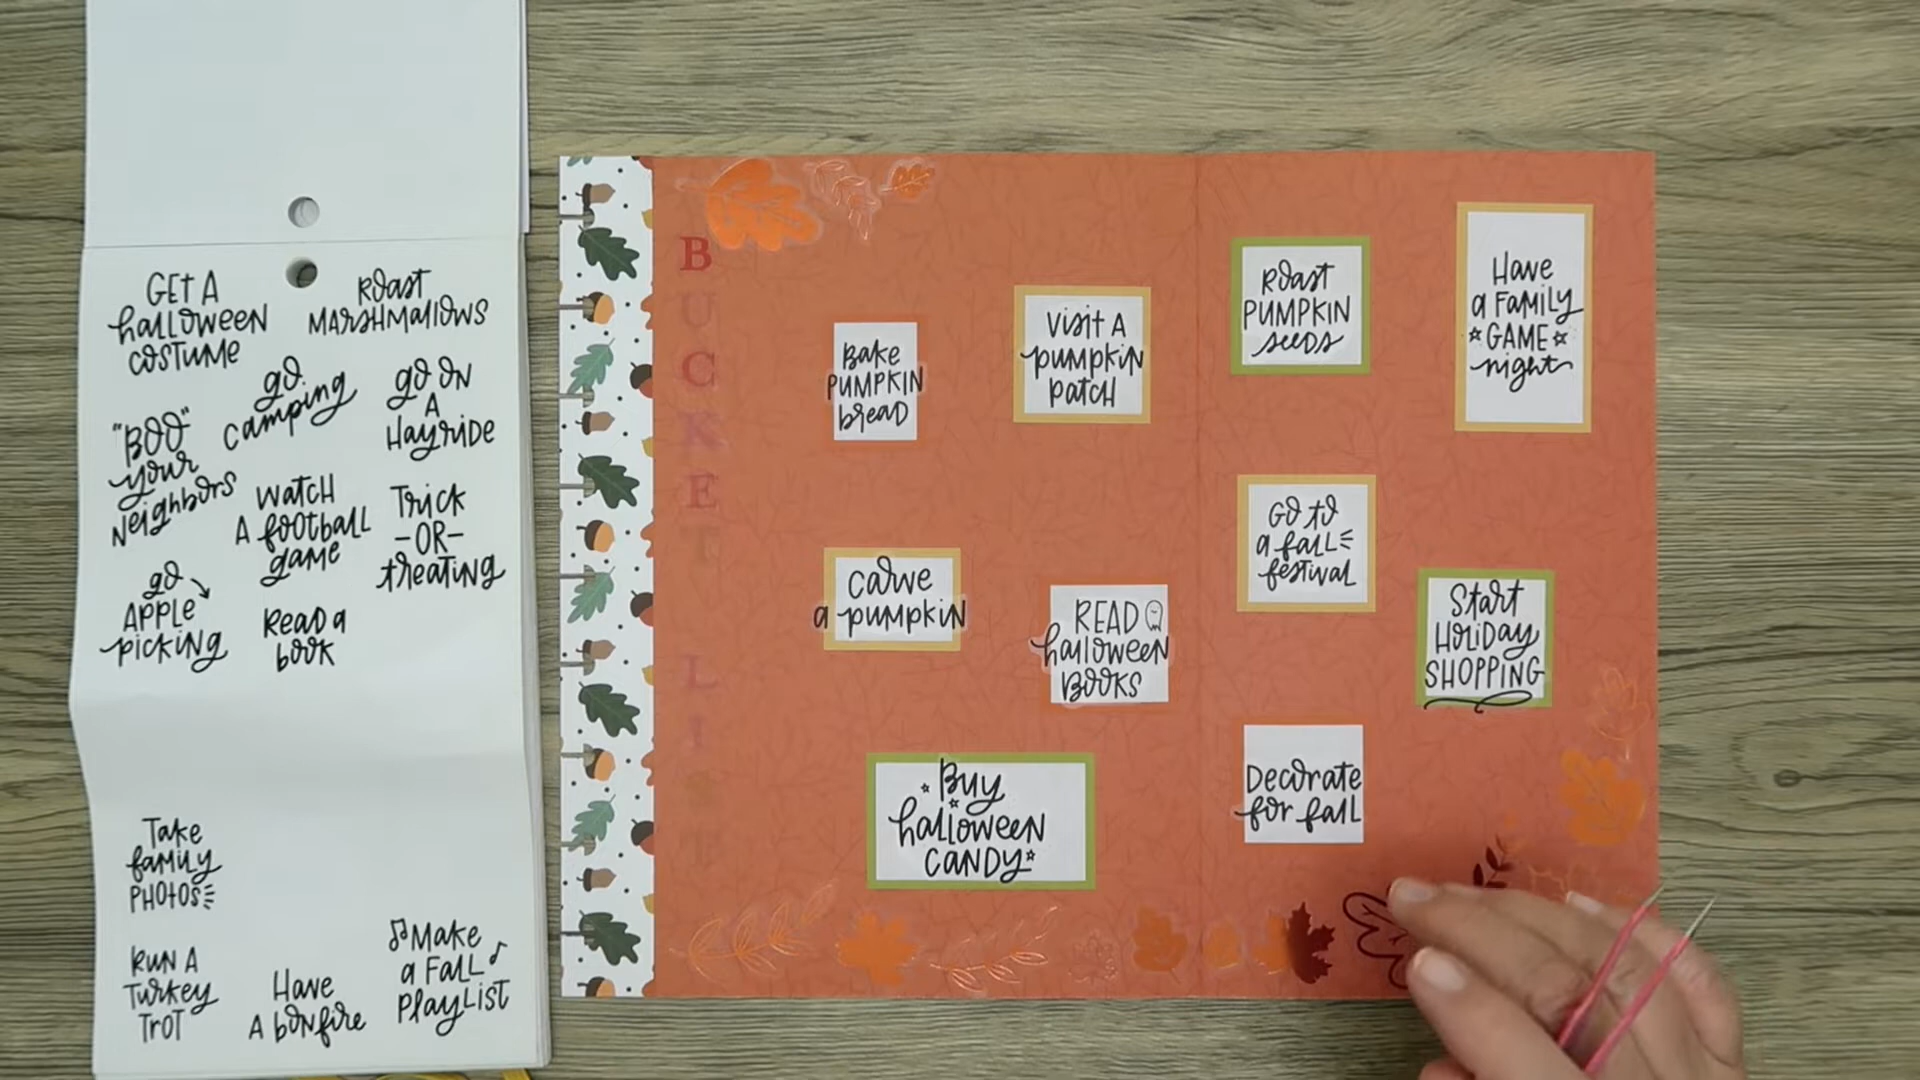 GET A
halloween
COSTUME
ROAST
MARSHMALLOWS
go
camping
go ON
A
HAYRIDE
"BOO"
your
Neighbors
WATCH
A football
game
TRICK
-OR-
treating
go
APPLE
picking
READ a
book
Take
family
PHOTOS
RUN A
TURKEY
TROT
Have
A bonfire
Make
a FALL
PLAYLIST
B
U
C
K
E
T
L
I
S
T
Bake
PUMPKIN
bread
Visit A
pumpkin
patch
ROAST
PUMPKIN
seeds
Have
a FAMILY
GAME
night
carve
a pumpkin
READ
halloween
BOOKS
GO to
a fall
festival
START
HOLIDAY
SHOPPING
Buy
halloween
CANDY
Decorate
for fall